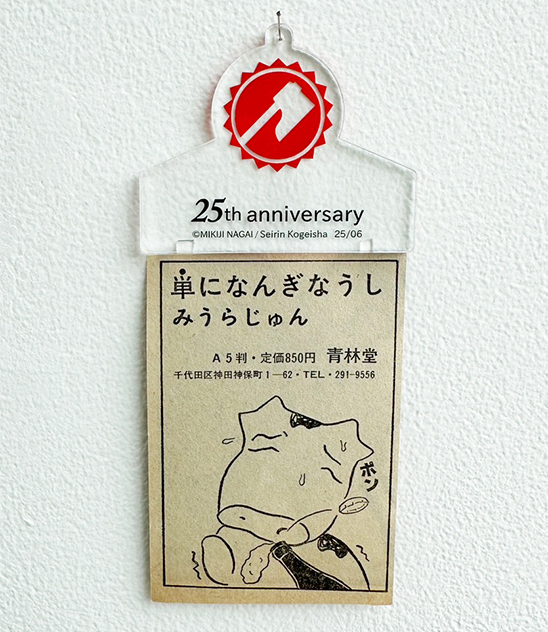 25th anniversary
©MIKIJI NAGAI / Seirin Kogeisha 25/06
単になんぎなうし
みうらじゅん
A5判・定価850円 青林堂
千代田区神田神保町1―62・TEL・291-9556
ポン